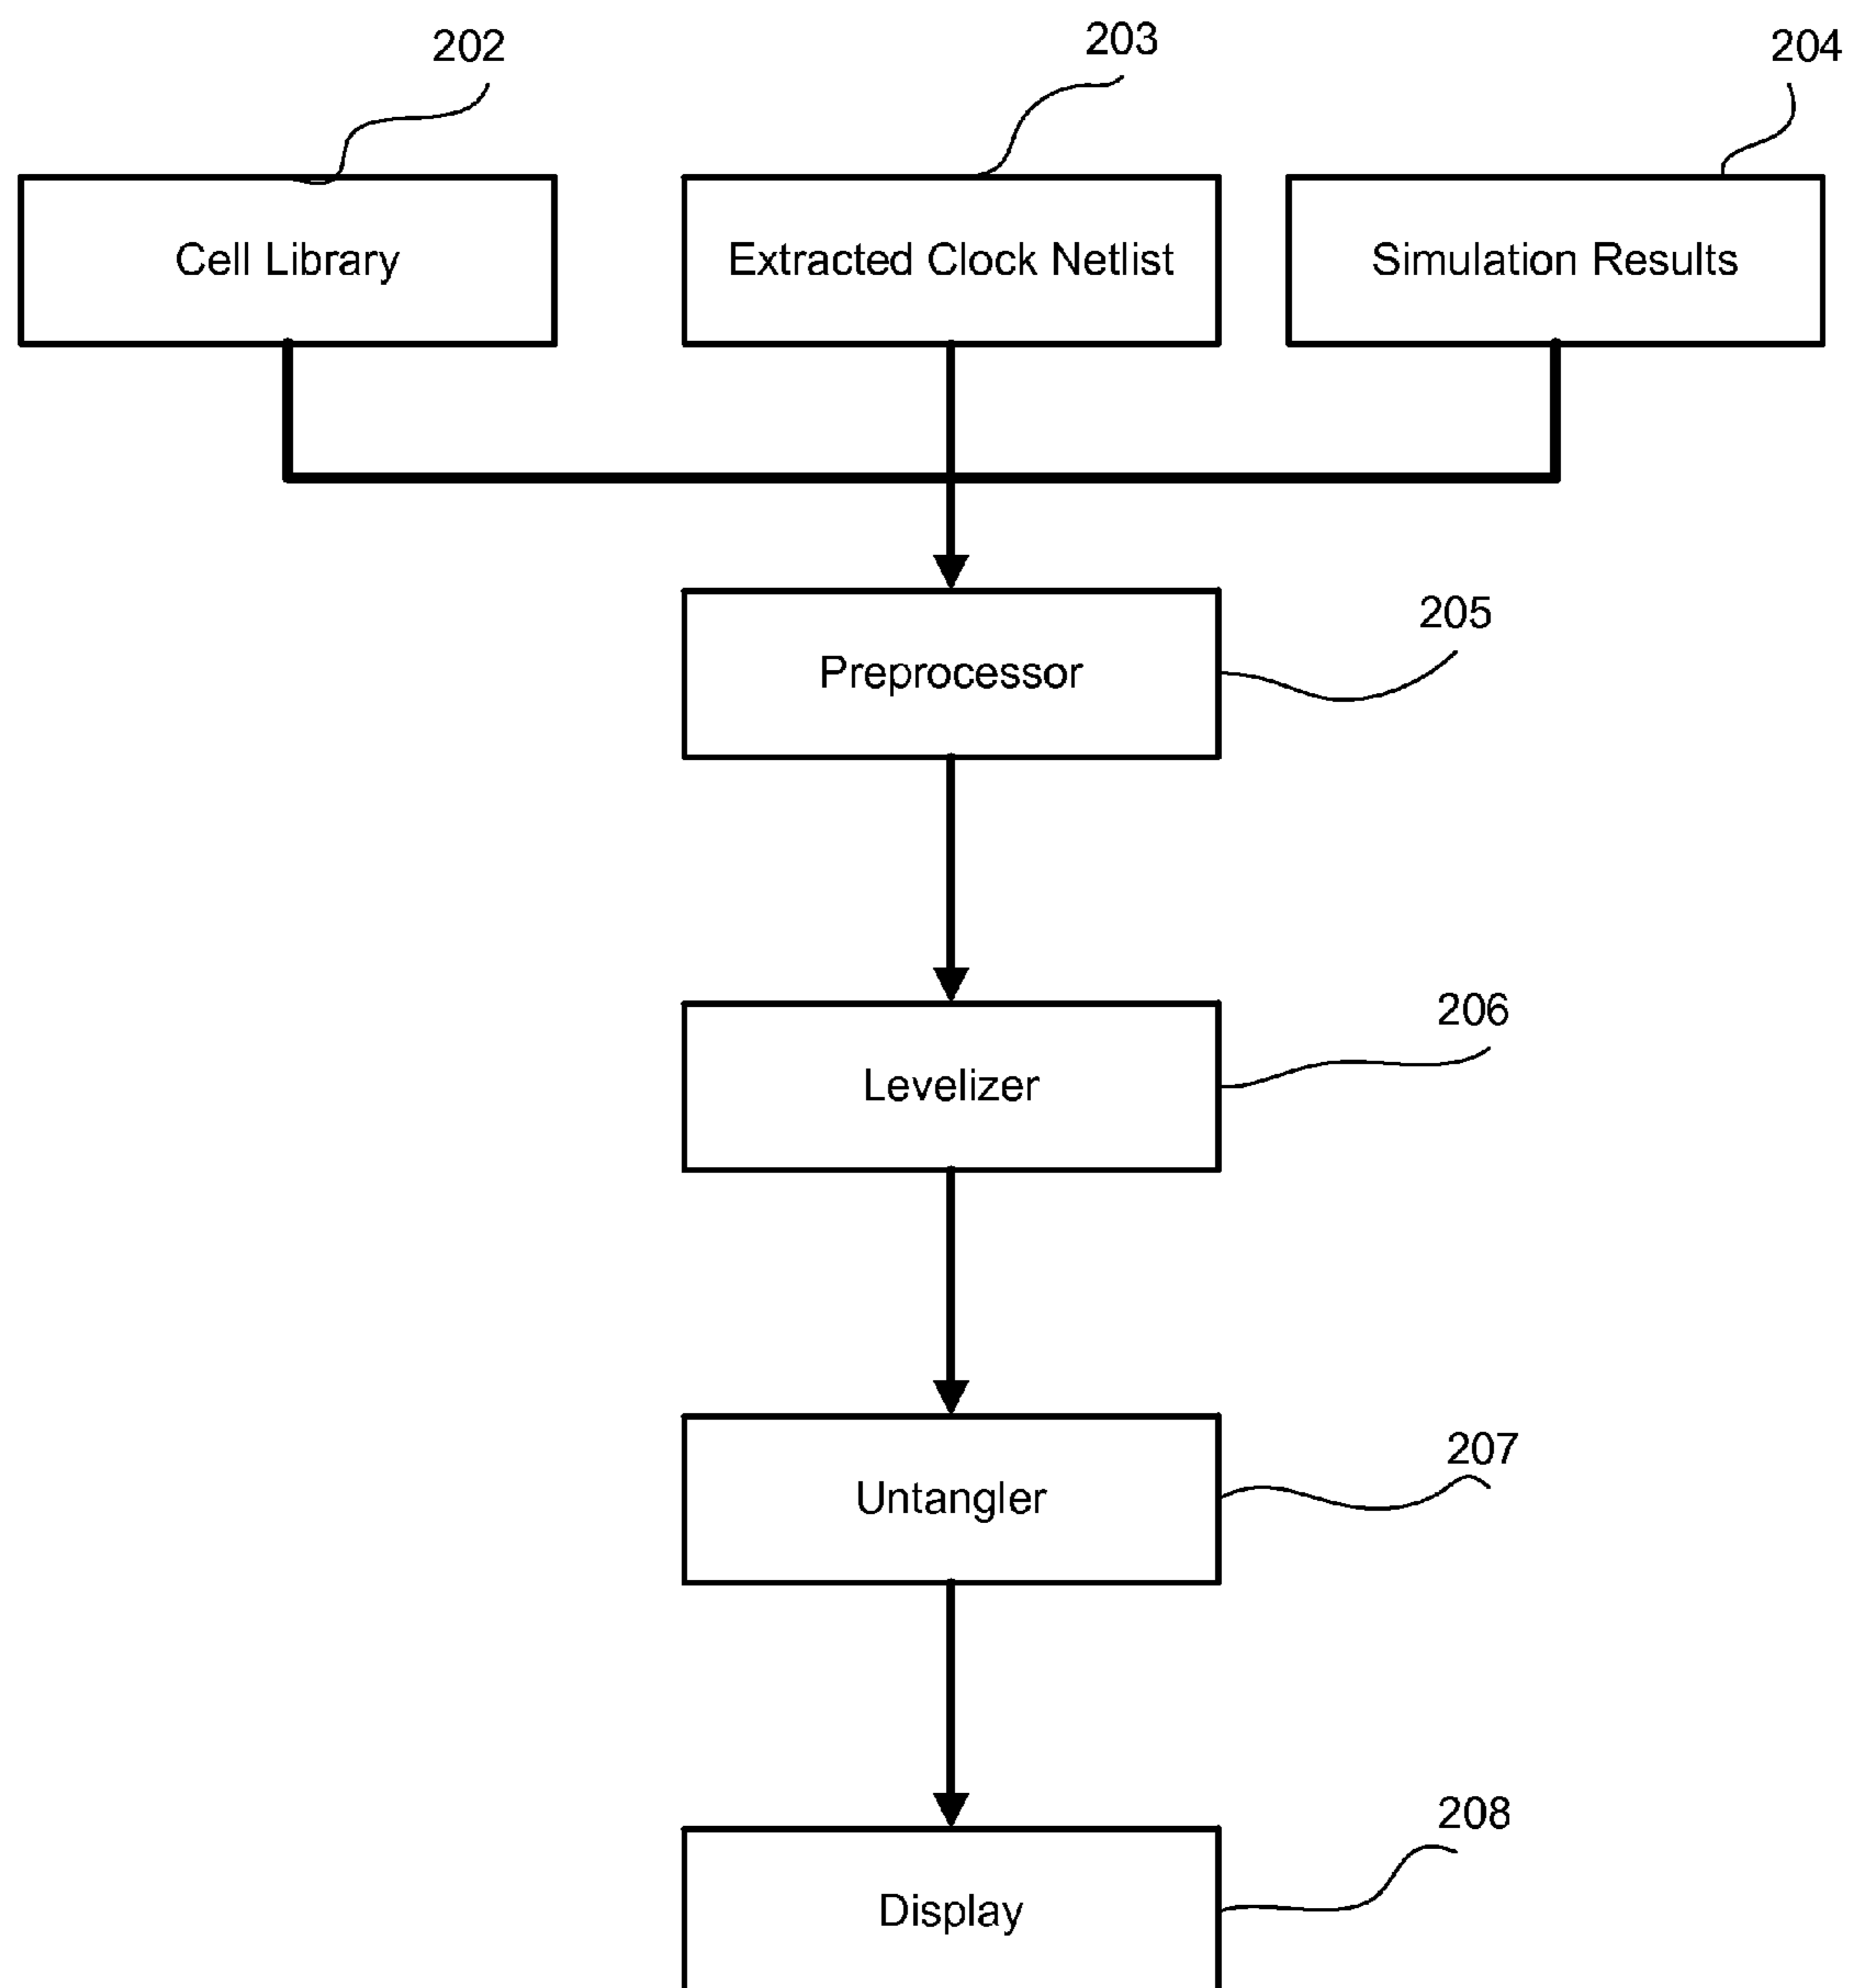 202
203
204
Cell Library
Extracted Clock Netlist
Simulation Results
205
Preprocessor
206
Levelizer
207
Untangler
208
Display